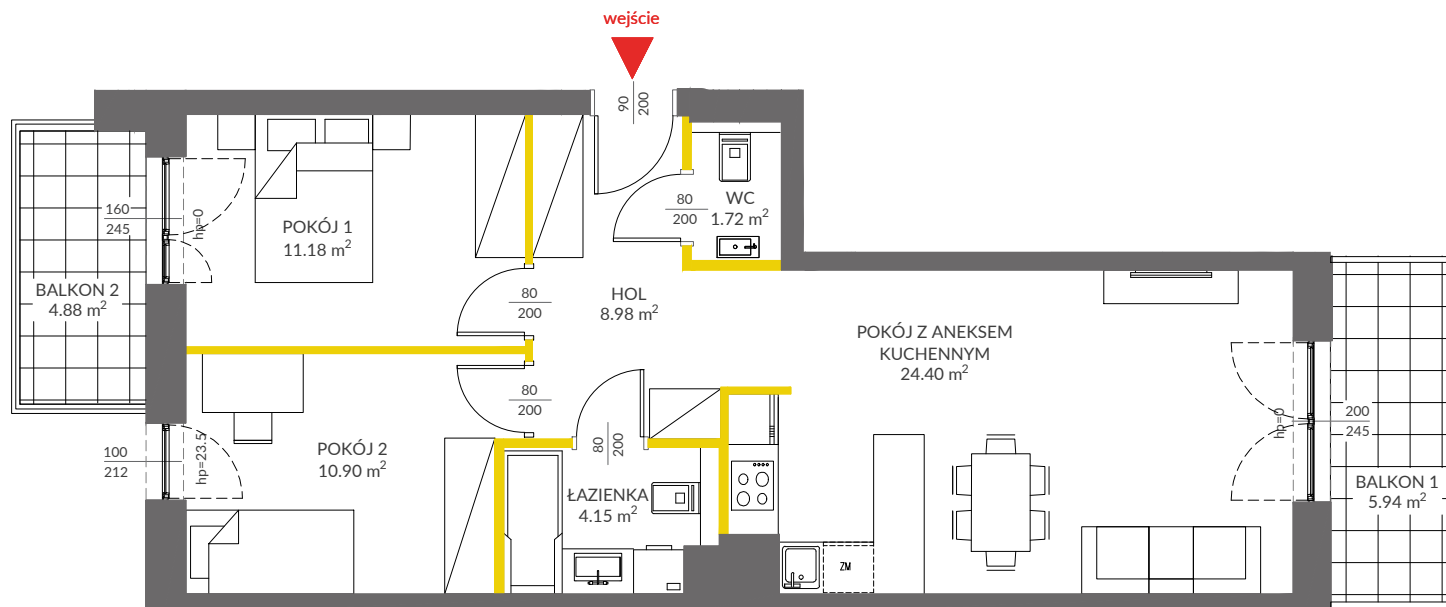 wejście
90
200
80
200
WC
1.72 m²
POKÓJ 1
11.18 m²
160
245
hp=0
BALKON 2
4.88 m²
80
200
HOL
8.98 m²
POKÓJ Z ANEKSEM
KUCHENNYM
24.40 m²
80
200
hp=0
200
245
100
212
hp=23.5
POKÓJ 2
10.90 m²
80
200
ŁAZIENKA
4.15 m²
ZM
BALKON 1
5.94 m²